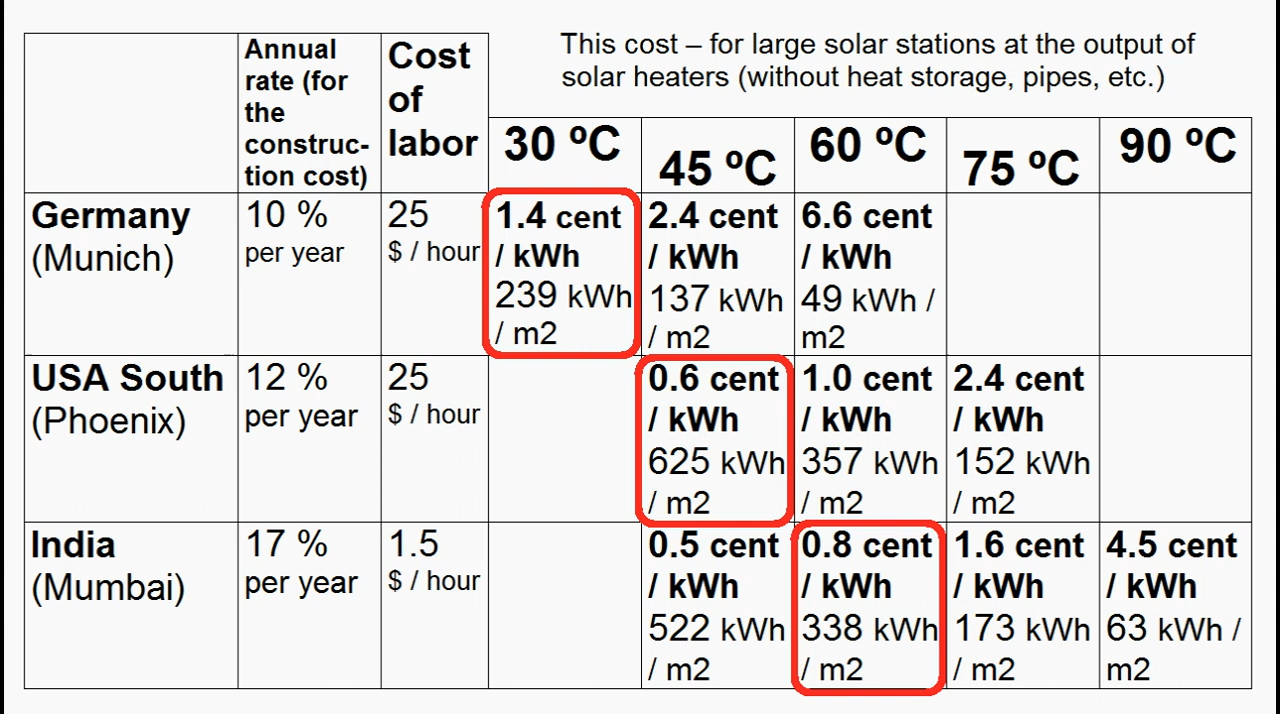 This cost – for large solar stations at the output of
solar heaters (without heat storage, pipes, etc.)
Annual
rate (for
the
construc-
tion cost)
Cost
of
labor
30 ºC
45 ºC
60 ºC
75 ºC
90 ºC
Germany
(Munich)
10 %
per year
25
$ / hour
1.4 cent
/ kWh
239 kWh
/ m2
2.4 cent
/ kWh
137 kWh
/ m2
6.6 cent
/ kWh
49 kWh /
m2
USA South
(Phoenix)
12 %
per year
25
$ / hour
0.6 cent
/ kWh
625 kWh
/ m2
1.0 cent
/ kWh
357 kWh
/ m2
2.4 cent
/ kWh
152 kWh
/ m2
India
(Mumbai)
17 %
per year
1.5
$ / hour
0.5 cent
/ kWh
522 kWh
/ m2
0.8 cent
/ kWh
338 kWh
/ m2
1.6 cent
/ kWh
173 kWh
/ m2
4.5 cent
/ kWh
63 kWh /
m2